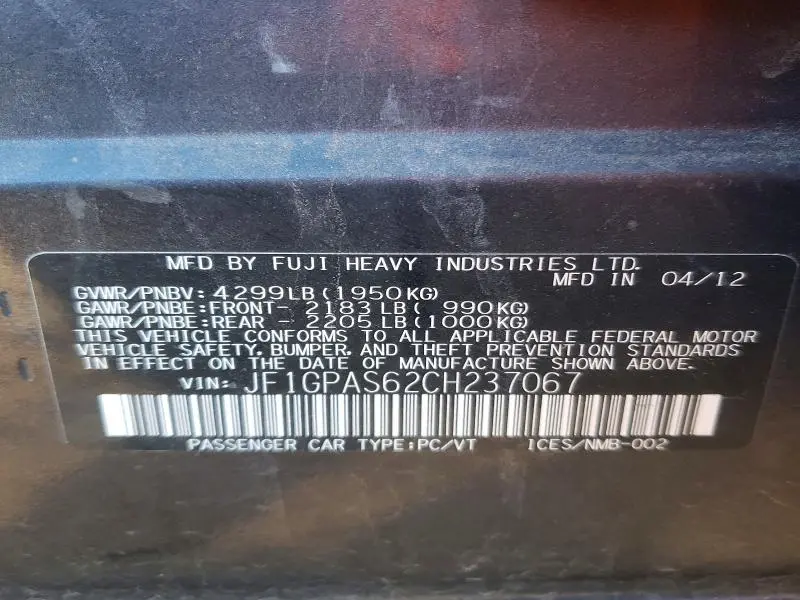 MFD BY FUJI HEAVY INDUSTRIES LTD.
MFD IN 04/12
GVWR/PNBV: 4299LB(1950KG)
GAWR/PNBE:FRONT- 2183LB( 990KG)
GAWR/PNBE:REAR - 2205LB(1000KG)
THIS VEHICLE CONFORMS TO ALL APPLICABLE FEDERAL MOTOR
VEHICLE SAFETY, BUMPER, AND THEFT PREVENTION STANDARDS
IN EFFECT ON THE DATE OF MANUFACTURE SHOWN ABOVE.
VIN: JF1GPAS62CH237067
PASSENGER CAR TYPE:PC/VT ICES/NMB-002